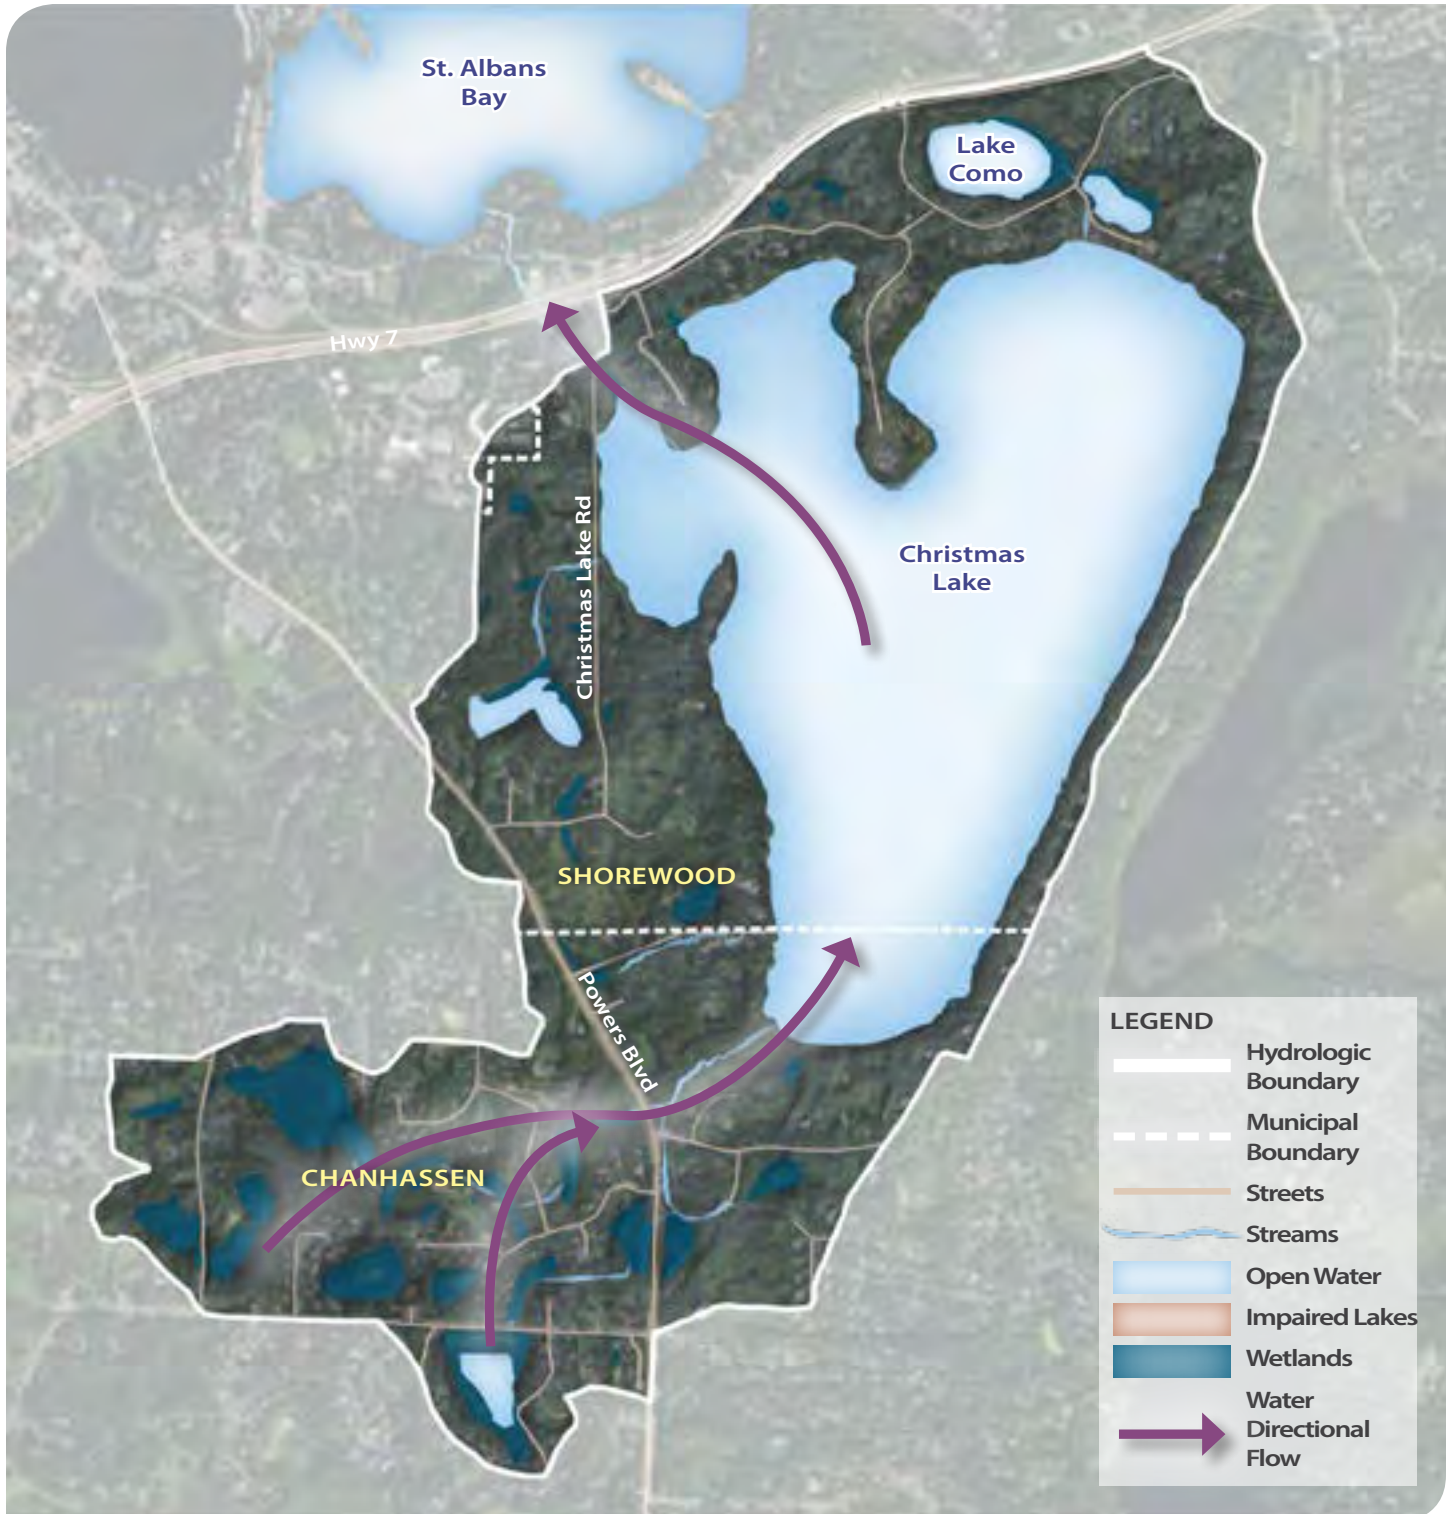 St. Albans
Bay
Lake
Como
Hwy 7
Christmas Lake Rd
Christmas
Lake
SHOREWOOD
Powers Blvd
CHANHASSEN
LEGEND
Hydrologic
Boundary
Municipal
Boundary
Streets
Streams
Open Water
Impaired Lakes
Wetlands
Water
Directional
Flow